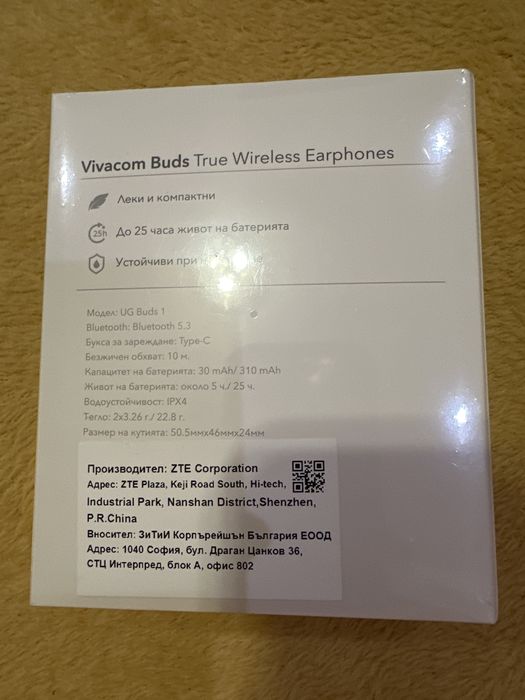 Vivacom Buds True Wireless Earphones
Леки и компактни
25h
До 25 часа живот на батерията
Устойчиви при
Модел: UG Buds 1
Bluetooth: Bluetooth 5.3
Букса за зареждане: Type-C
Безжичен обхват: 10 м.
Капацитет на батерията: 30 mAh/ 310 mAh
Живот на батерията: около 5 ч./ 25 ч.
Водоустойчивост: IPX4
Тегло: 2x3.26 г./ 22.8 г.
Размер на кутията: 50.5ммx46ммx24мм
Производител: ZTE Corporation
Адрес: ZTE Plaza, Keji Road South, Hi-tech,
Industrial Park, Nanshan District,Shenzhen,
P.R.China
Вносител: ЗиТиИ Корпърейшън България ЕООД
Адрес: 1040 София, бул. Драган Цанков 36,
СТЦ Интерпред, блок А, офис 802